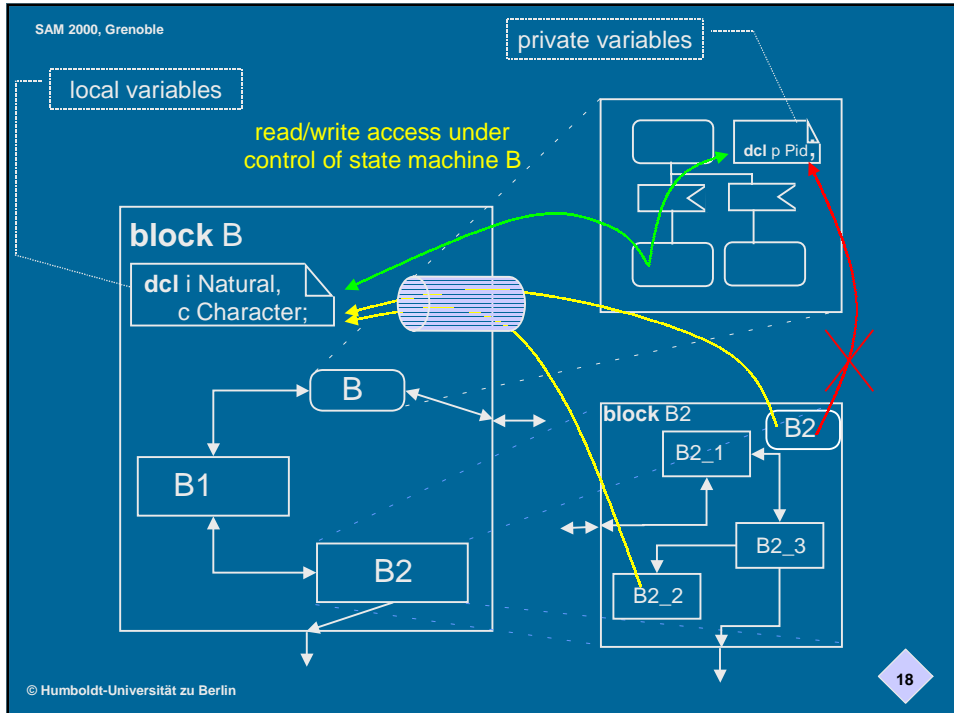 SAM 2000, Grenoble
private variables
local variables
read/write access under
control of state machine B
dcl p Pid,
block B
dcl i Natural,
c Character;
B
block B2
B2
B2_1
B1
B2_3
B2
B2_2
18
© Humboldt-Universität zu Berlin